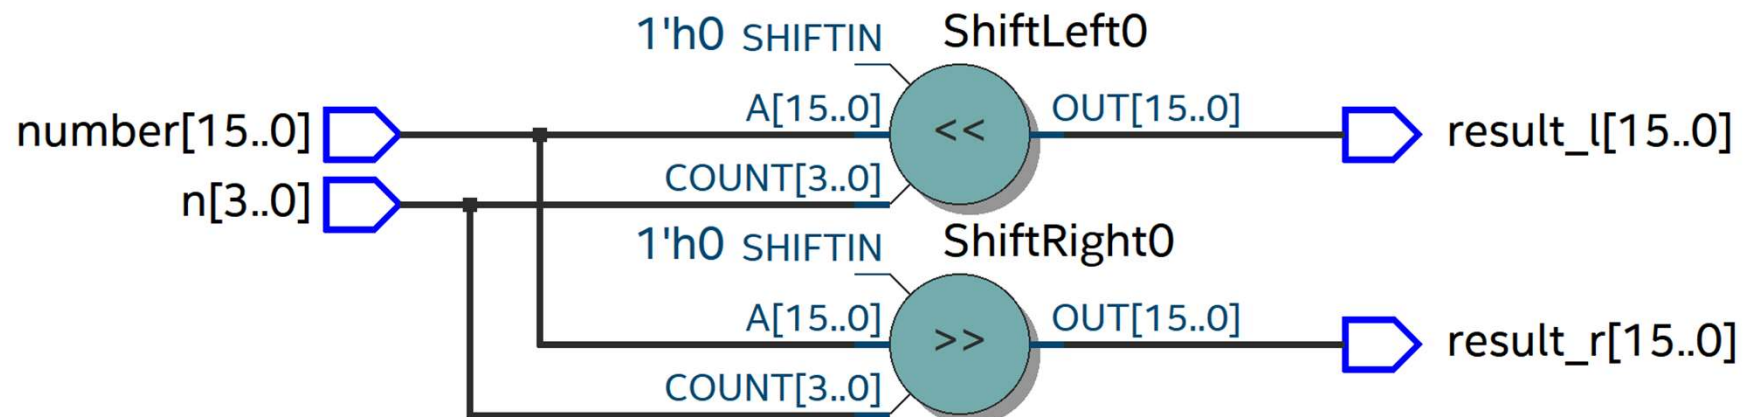 1'h0 SHIFTIN ShiftLeft0
number[15..0] A[15..0] << OUT[15..0] result_l[15..0]
n[3..0] COUNT[3..0]
1'h0 SHIFTIN ShiftRight0
A[15..0] >> OUT[15..0] result_r[15..0]
COUNT[3..0]